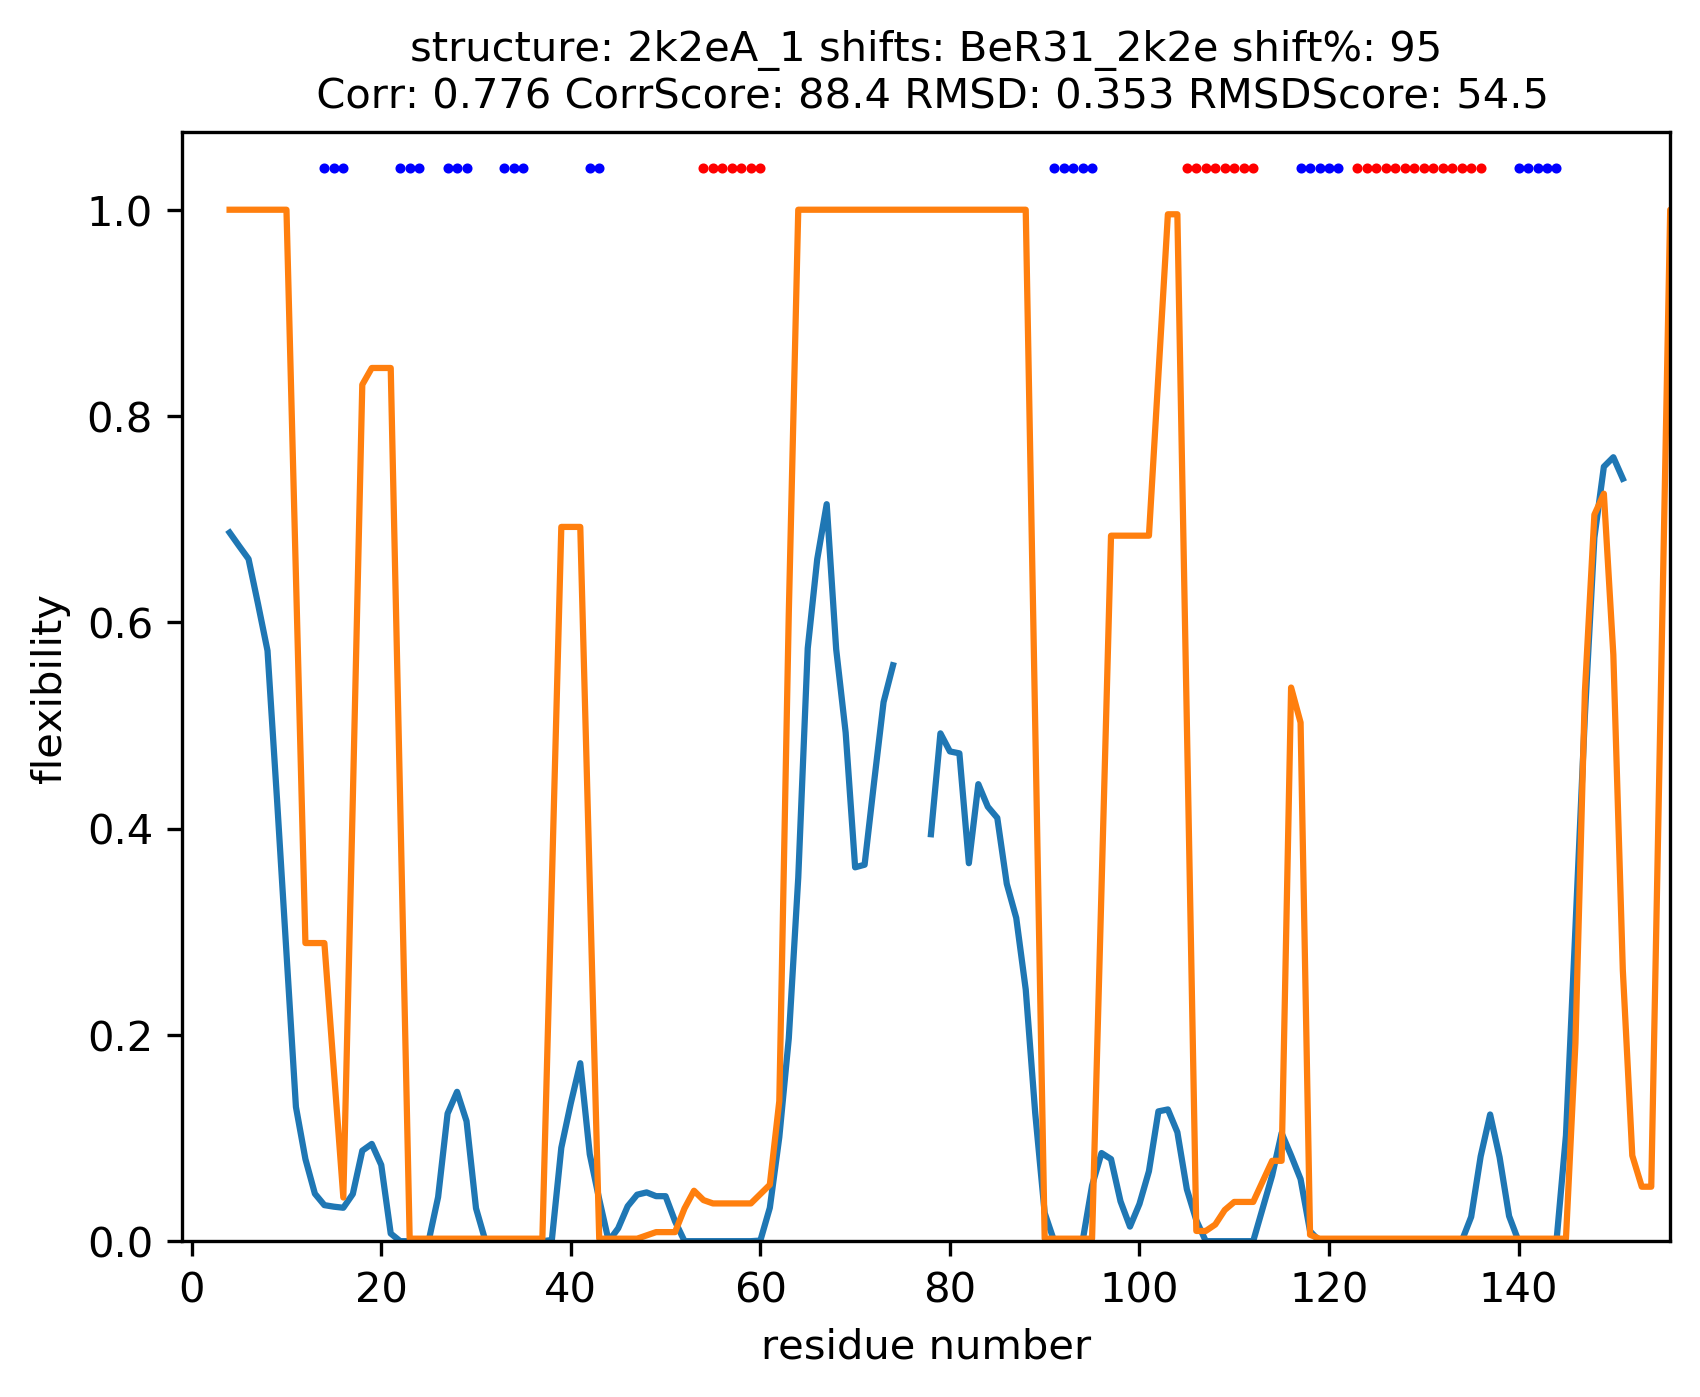 structure: 2k2eA_1 shifts: BeR31_2k2e shift%: 95
Corr: 0.776 CorrScore: 88.4 RMSD: 0.353 RMSDScore: 54.5
1.0
0.8
0.6
0.4
0.2
0.0
flexibility
0 20 40 60 80 100 120 140
residue number